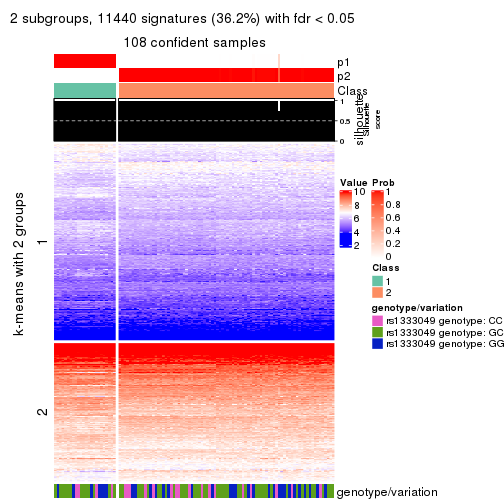 2 subgroups, 11440 signatures (36.2%) with fdr < 0.05
108 confident samples
p1
p2
Class
1
0.5
0
silhouette
Silhouette
score
k-means with 2 groups
1
2
Value
10
8
6
4
2
Prob
1
0.8
0.6
0.4
0.2
0
Class
1
2
genotype/variation
rs1333049 genotype: CC
rs1333049 genotype: GC
rs1333049 genotype: GG
genotype/variation